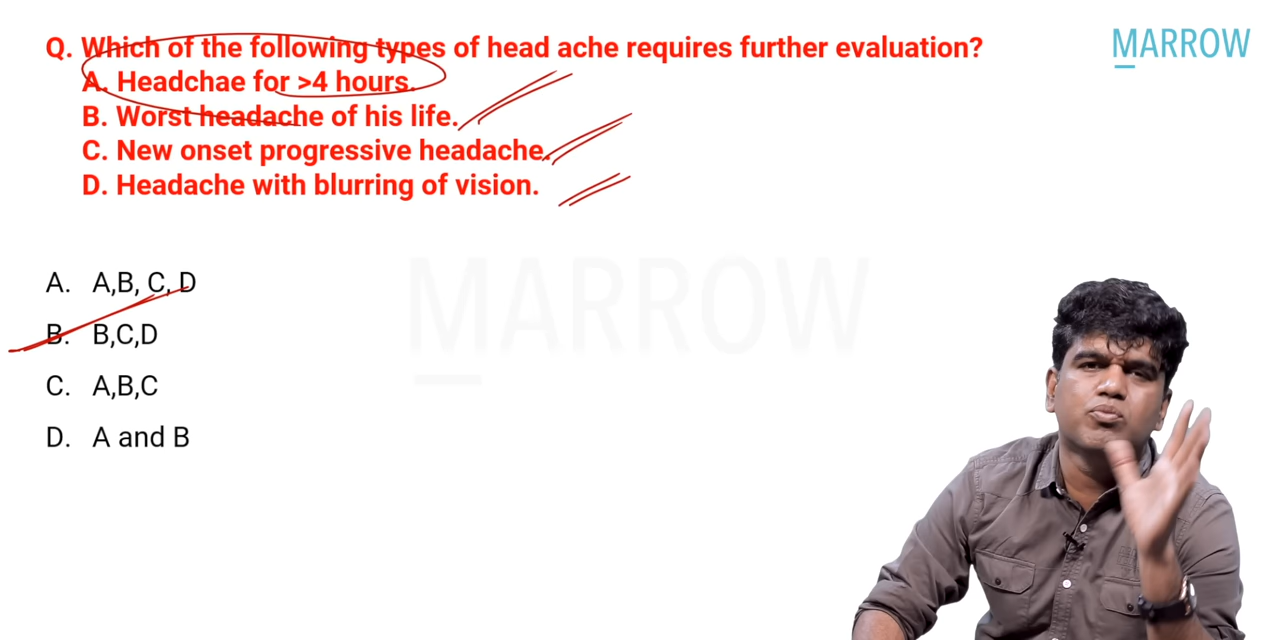 Q. Which of the following types of head ache requires further evaluation?
MARROW
A. Headchae for >4 hours.
B. Worst headache of his life.
C. New onset progressive headache.
D. Headache with blurring of vision.
A. A,B, C, D
B. B,C,D
C. A,B,C
D. A and B
MARROW